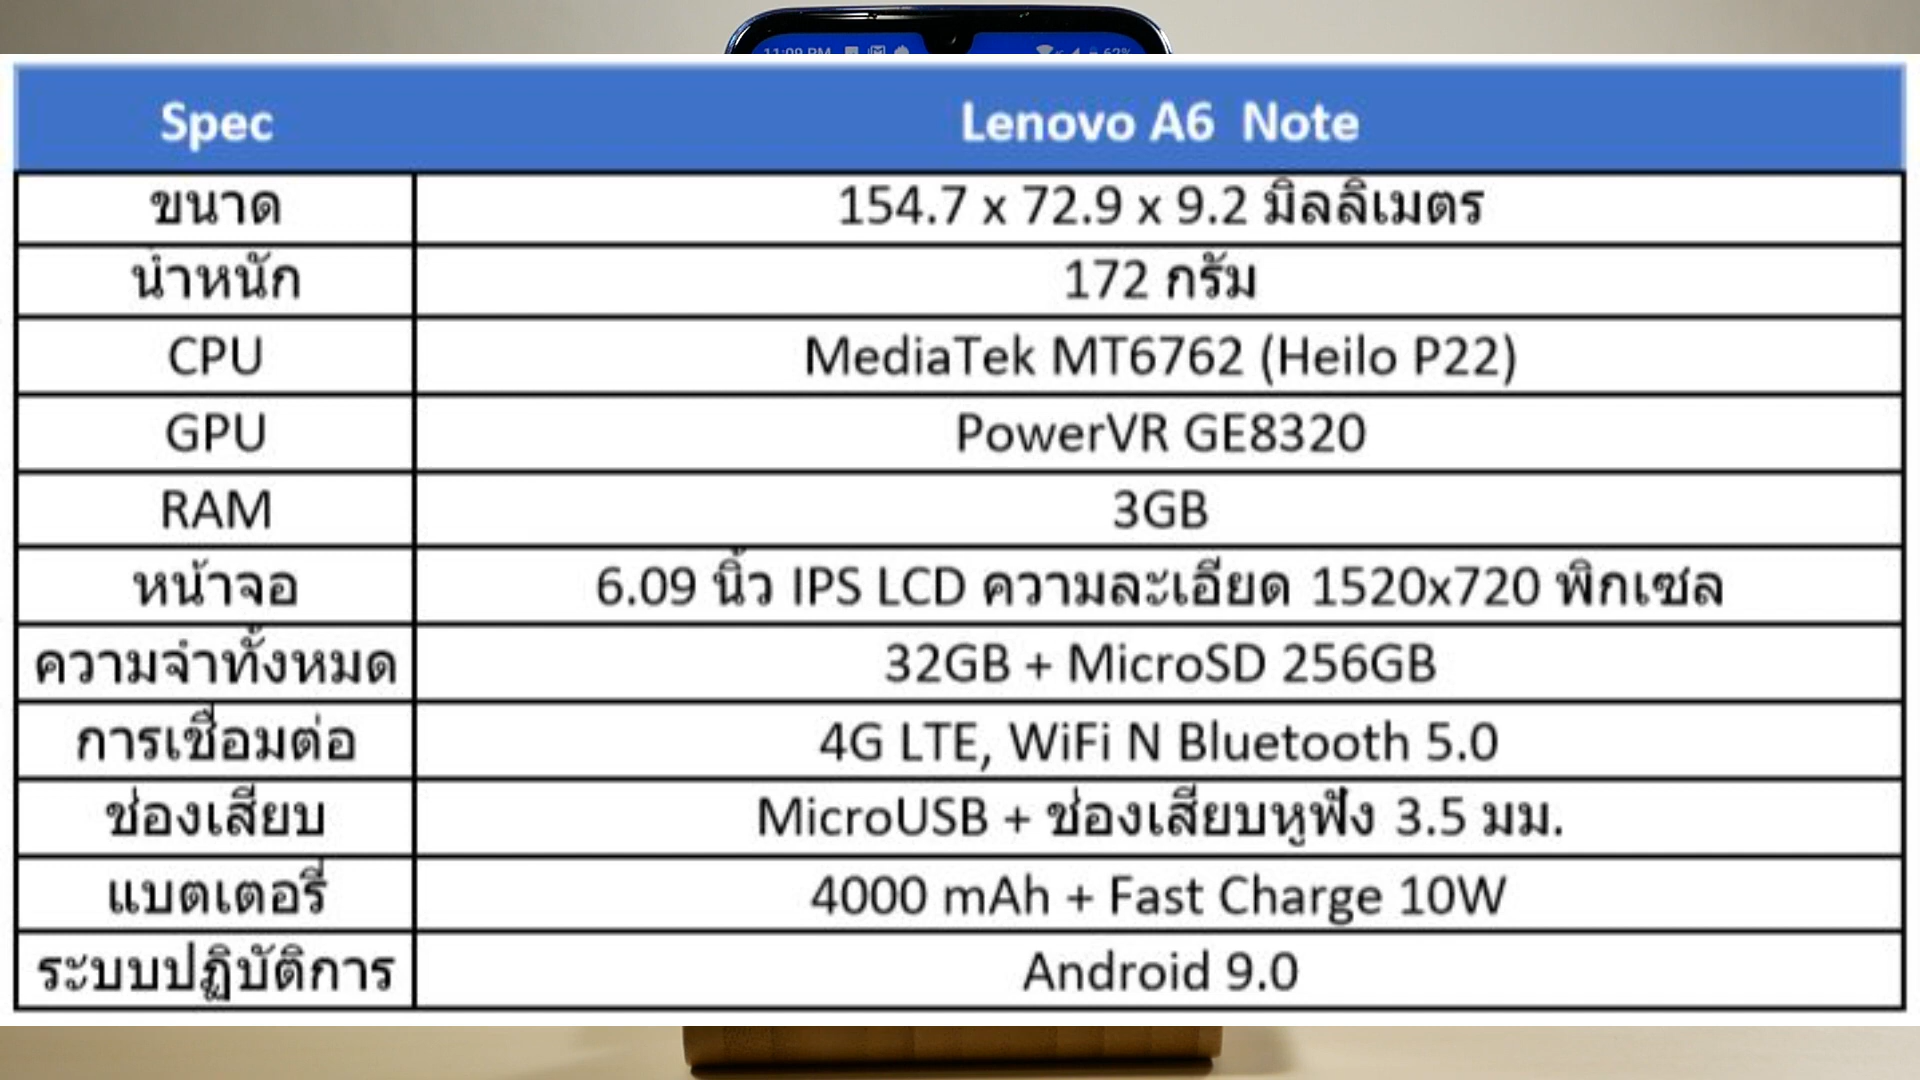 Spec Lenovo A6 Note
ขนาด 154.7 x 72.9 x 9.2 มิลลิเมตร
น้ำหนัก 172 กรัม
CPU MediaTek MT6762 (Heilo P22)
GPU PowerVR GE8320
RAM 3GB
หน้าจอ 6.09 นิ้ว IPS LCD ความละเอียด 1520x720 พิกเซล
ความจำทั้งหมด 32GB + MicroSD 256GB
การเชื่อมต่อ 4G LTE, WiFi N Bluetooth 5.0
ช่องเสียบ MicroUSB + ช่องเสียบหูฟัง 3.5 มม.
แบตเตอรี่ 4000 mAh + Fast Charge 10W
ระบบปฏิบัติการ Android 9.0